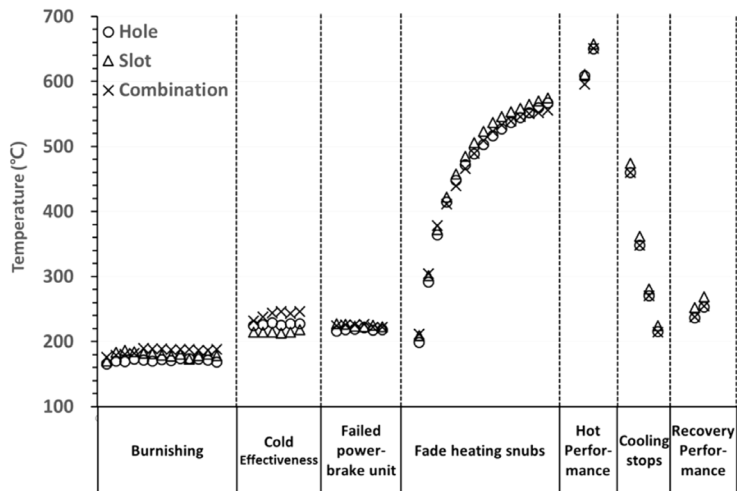 700
600
500
400
300
200
100
Temperature (℃)
Hole
Slot
Combination
Burnishing
Cold
Effectiveness
Failed
power-
brake unit
Fade heating snubs
Hot
Perfor-
mance
Cooling
stops
Recovery
Perfor-
mance